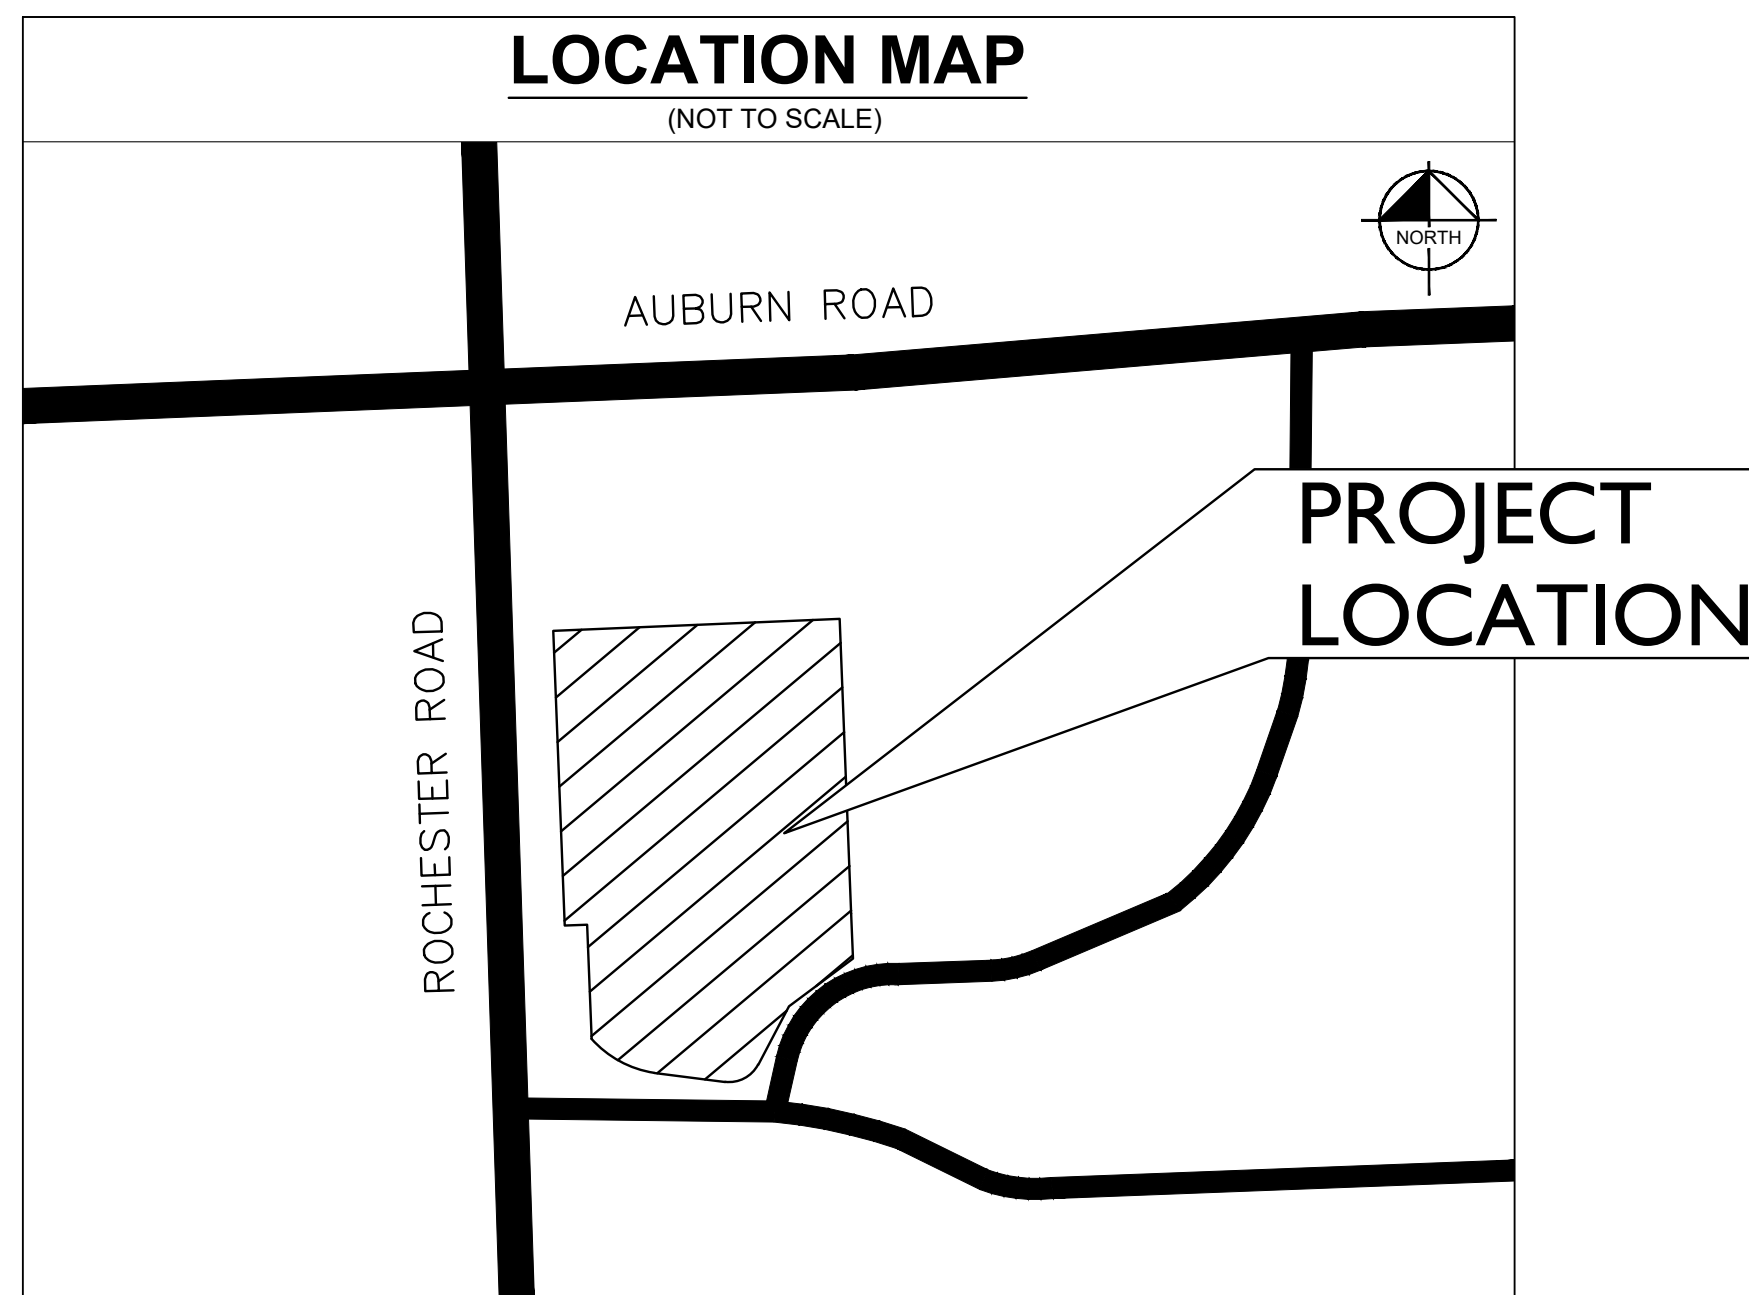 LOCATION MAP
(NOT TO SCALE)
NORTH
AUBURN ROAD
PROJECT
LOCATION
ROCHESTER ROAD